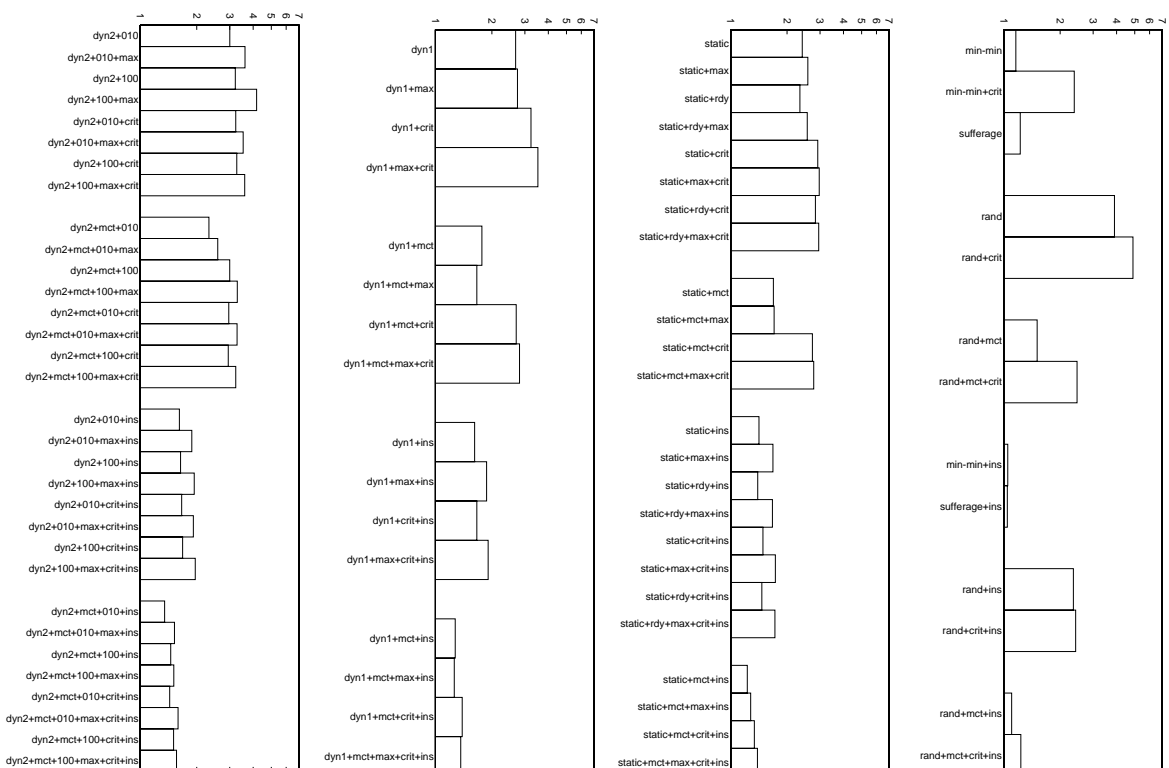 1 2 3 4 5 6 7
dyn2+010
dyn2+010+max
dyn2+100
dyn2+100+max
dyn2+010+crit
dyn2+010+max+crit
dyn2+100+crit
dyn2+100+max+crit
dyn2+mct+010
dyn2+mct+010+max
dyn2+mct+100
dyn2+mct+100+max
dyn2+mct+010+crit
dyn2+mct+010+max+crit
dyn2+mct+100+crit
dyn2+mct+100+max+crit
dyn2+010+ins
dyn2+010+max+ins
dyn2+100+ins
dyn2+100+max+ins
dyn2+010+crit+ins
dyn2+010+max+crit+ins
dyn2+100+crit+ins
dyn2+100+max+crit+ins
dyn2+mct+010+ins
dyn2+mct+010+max+ins
dyn2+mct+100+ins
dyn2+mct+100+max+ins
dyn2+mct+010+crit+ins
dyn2+mct+010+max+crit+ins
dyn2+mct+100+crit+ins
dyn2+mct+100+max+crit+ins
1 2 3 4 5 6 7
dyn1
dyn1+max
dyn1+crit
dyn1+max+crit
dyn1+mct
dyn1+mct+max
dyn1+mct+crit
dyn1+mct+max+crit
dyn1+ins
dyn1+max+ins
dyn1+crit+ins
dyn1+max+crit+ins
dyn1+mct+ins
dyn1+mct+max+ins
dyn1+mct+crit+ins
dyn1+mct+max+crit+ins
1 2 3 4 5 6 7
static
static+max
static+rdy
static+rdy+max
static+crit
static+max+crit
static+rdy+crit
static+rdy+max+crit
static+mct
static+mct+max
static+mct+crit
static+mct+max+crit
static+ins
static+max+ins
static+rdy+ins
static+rdy+max+ins
static+crit+ins
static+max+crit+ins
static+rdy+crit+ins
static+rdy+max+crit+ins
static+mct+ins
static+mct+max+ins
static+mct+crit+ins
static+mct+max+crit+ins
1 2 3 4 5 6 7
min-min
min-min+crit
sufferage
rand
rand+crit
rand+mct
rand+mct+crit
min-min+ins
sufferage+ins
rand+ins
rand+crit+ins
rand+mct+ins
rand+mct+crit+ins